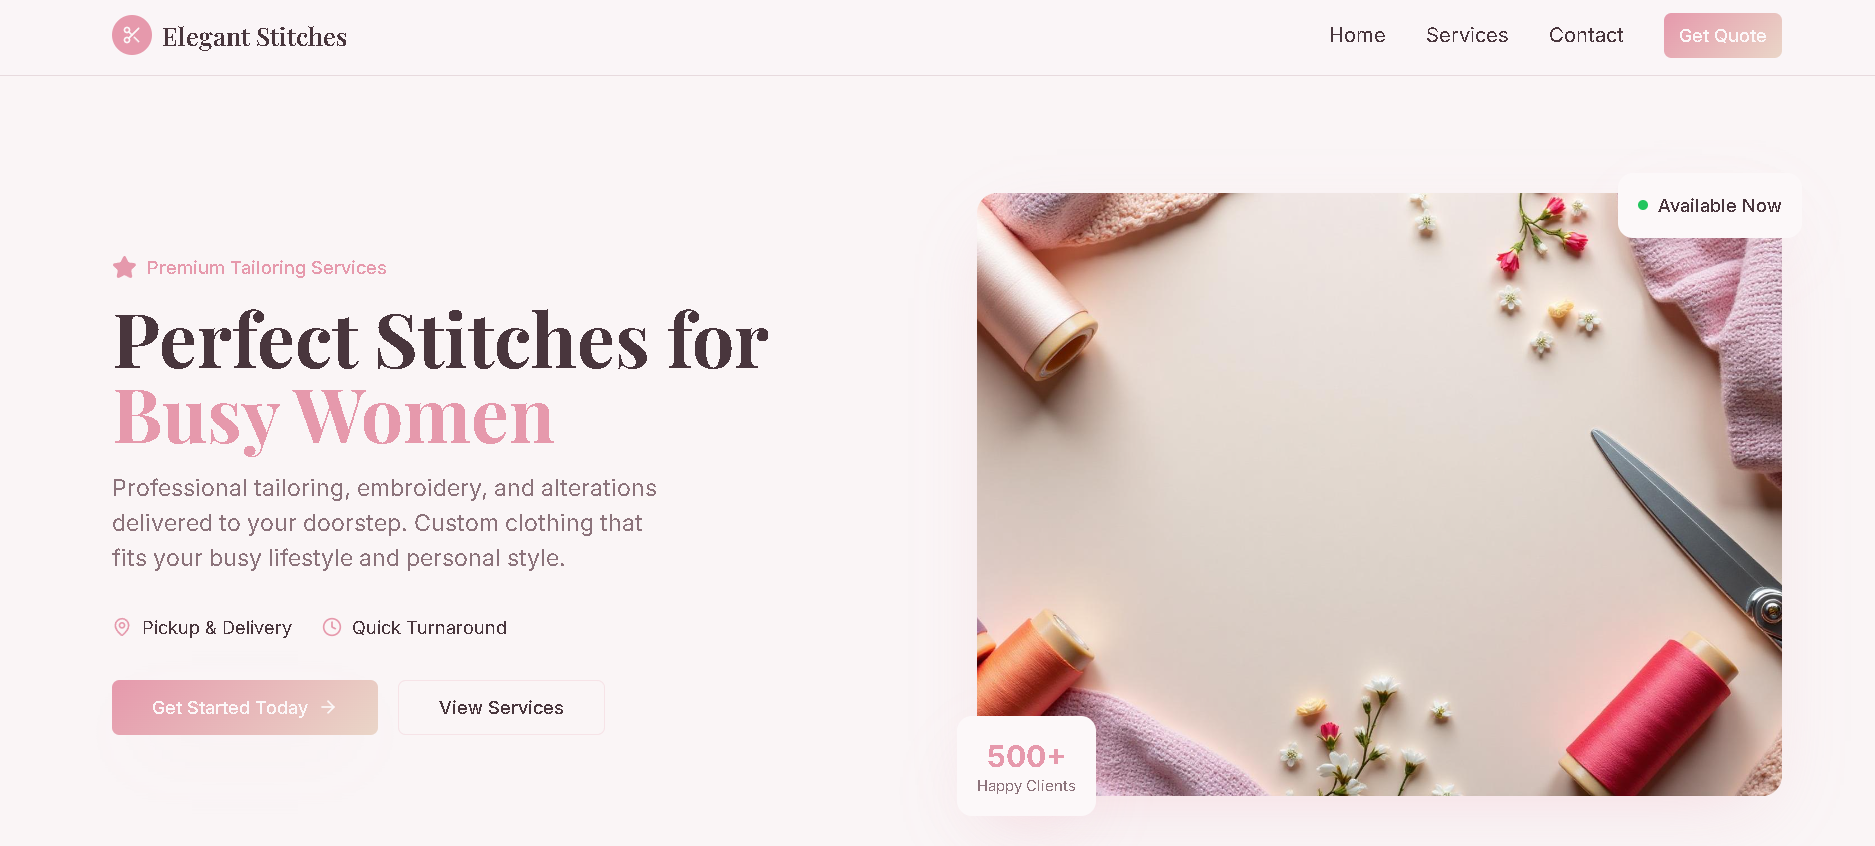 Elegant Stitches
Home
Services
Contact
Get Quote
Premium Tailoring Services
Perfect Stitches for
Busy Women
Professional tailoring, embroidery, and alterations
delivered to your doorstep. Custom clothing that
fits your busy lifestyle and personal style.
Pickup & Delivery
Quick Turnaround
Get Started Today
View Services
Available Now
500+
Happy Clients